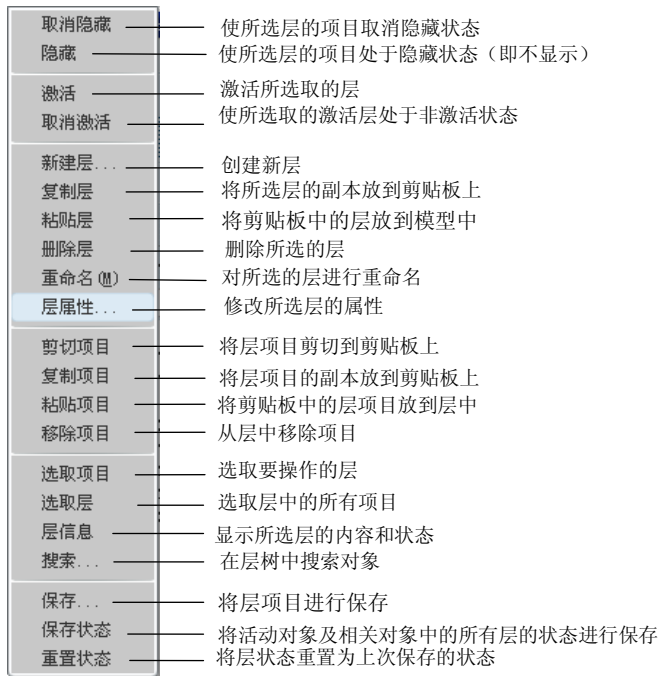 取消隐藏 使所选层的项目取消隐藏状态
隐藏 使所选层的项目处于隐藏状态（即不显示）
激活 激活所选取的层
取消激活 使所选取的激活层处于非激活状态
新建层... 创建新层
复制层 将所选层的副本放到剪贴板上
粘贴层 将剪贴板中的层放到模型中
删除层 删除所选的层
重命名(M) 对所选的层进行重命名
层属性... 修改所选层的属性
剪切项目 将层项目剪切到剪贴板上
复制项目 将层项目的副本放到剪贴板上
粘贴项目 将剪贴板中的层项目放到层中
移除项目 从层中移除项目
选取项目 选取要操作的层
选取层 选取层中的所有项目
层信息 显示所选层的内容和状态
搜索... 在层树中搜索对象
保存... 将层项目进行保存
保存状态 将活动对象及相关对象中的所有层的状态进行保存
重置状态 将层状态重置为上次保存的状态